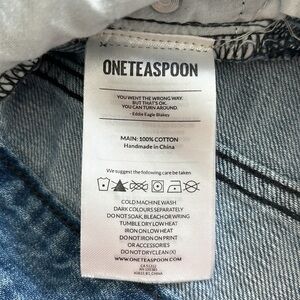 ONETEASPOON
YOU WENT THE WRONG WAY.
BUT THAT'S OK.
YOU CAN TURN AROUND.
- Eddie Eagle Blakey
MAIN: 100% COTTON
Handmade in China
We suggest the following care
COLD MACHINE WASH
DARK COLOURS SEPARATELY
DO NOT SOAK, BLEACH OR WRING
TUMBLE DRY LOW HEAT
IRON ON LOW HEAT
DO NOT IRON ON PRINT
OR ACCESSORIES
DO NOT DRYCLEAN (X)
WWW.ONETEASPOON.COM